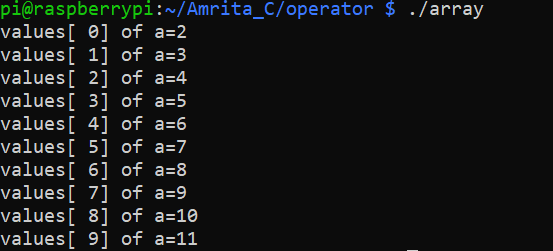 pi@raspberrypi:~/Amrita_C/operator $ ./array
values[ 0] of a=2
values[ 1] of a=3
values[ 2] of a=4
values[ 3] of a=5
values[ 4] of a=6
values[ 5] of a=7
values[ 6] of a=8
values[ 7] of a=9
values[ 8] of a=10
values[ 9] of a=11